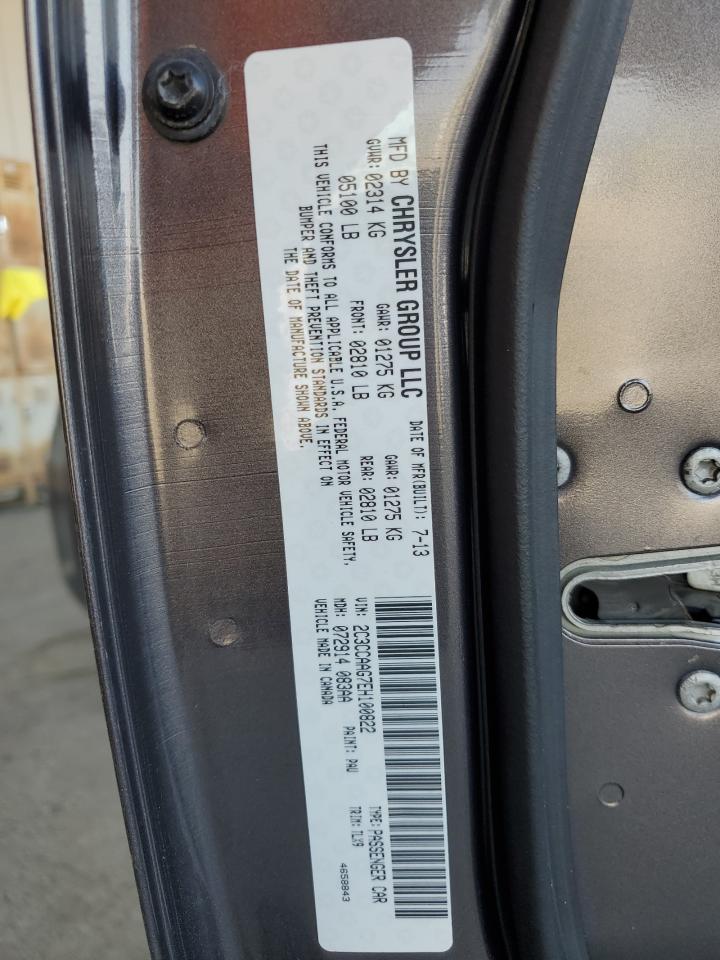 MFD BY CHRYSLER GROUP LLC DATE OF MFR(BUILT): 7-13
GVWR: 02314 KG GAWR: 01275 KG GAWR: 01275 KG
05100 LB FRONT: 02810 LB REAR: 02810 LB
THIS VEHICLE CONFORMS TO ALL APPLICABLE U.S.A. FEDERAL MOTOR VEHICLE SAFETY,
BUMPER AND THEFT PREVENTION STANDARDS IN EFFECT ON
THE DATE OF MANUFACTURE SHOWN ABOVE.
VIN: 2C3CCAAG7EH100822 TYPE: PASSENGER CAR
MDH: 072914 083AA PAINT: PAU TRIM: TLX9
VEHICLE MADE IN CANADA 4658843